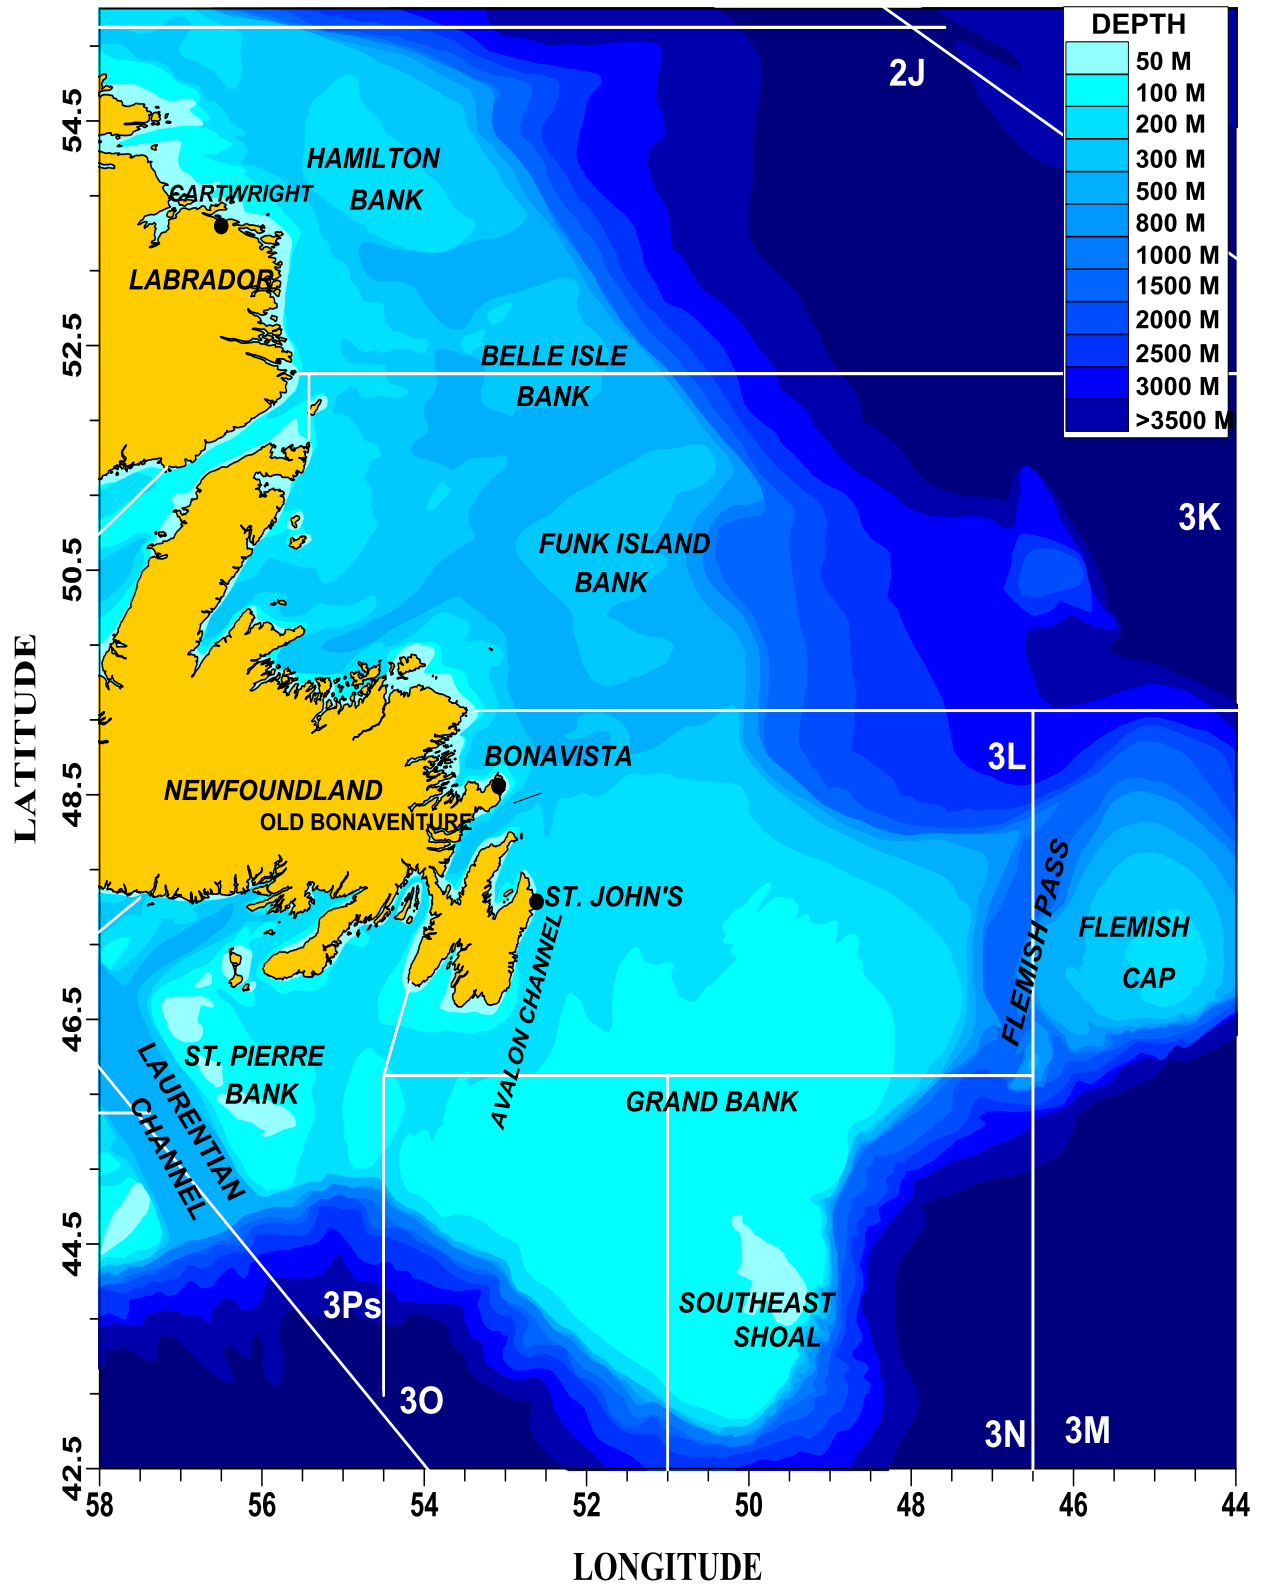 DEPTH
50 M
100 M
200 M
300 M
500 M
800 M
1000 M
1500 M
2000 M
2500 M
3000 M
>3500 M
2J
HAMILTON
BANK
CARTWRIGHT
LABRADOR
BELLE ISLE
BANK
3K
FUNK ISLAND
BANK
3L
BONAVISTA
NEWFOUNDLAND
OLD BONAVENTURE
ST. JOHN'S
AVALON CHANNEL
FLEMISH PASS
FLEMISH
CAP
ST. PIERRE
BANK
LAURENTIAN
CHANNEL
GRAND BANK
SOUTHEAST
SHOAL
3Ps
3O
3N
3M
LATITUDE
54.5
52.5
50.5
48.5
46.5
44.5
42.5
58
56
54
52
50
48
46
44
LONGITUDE